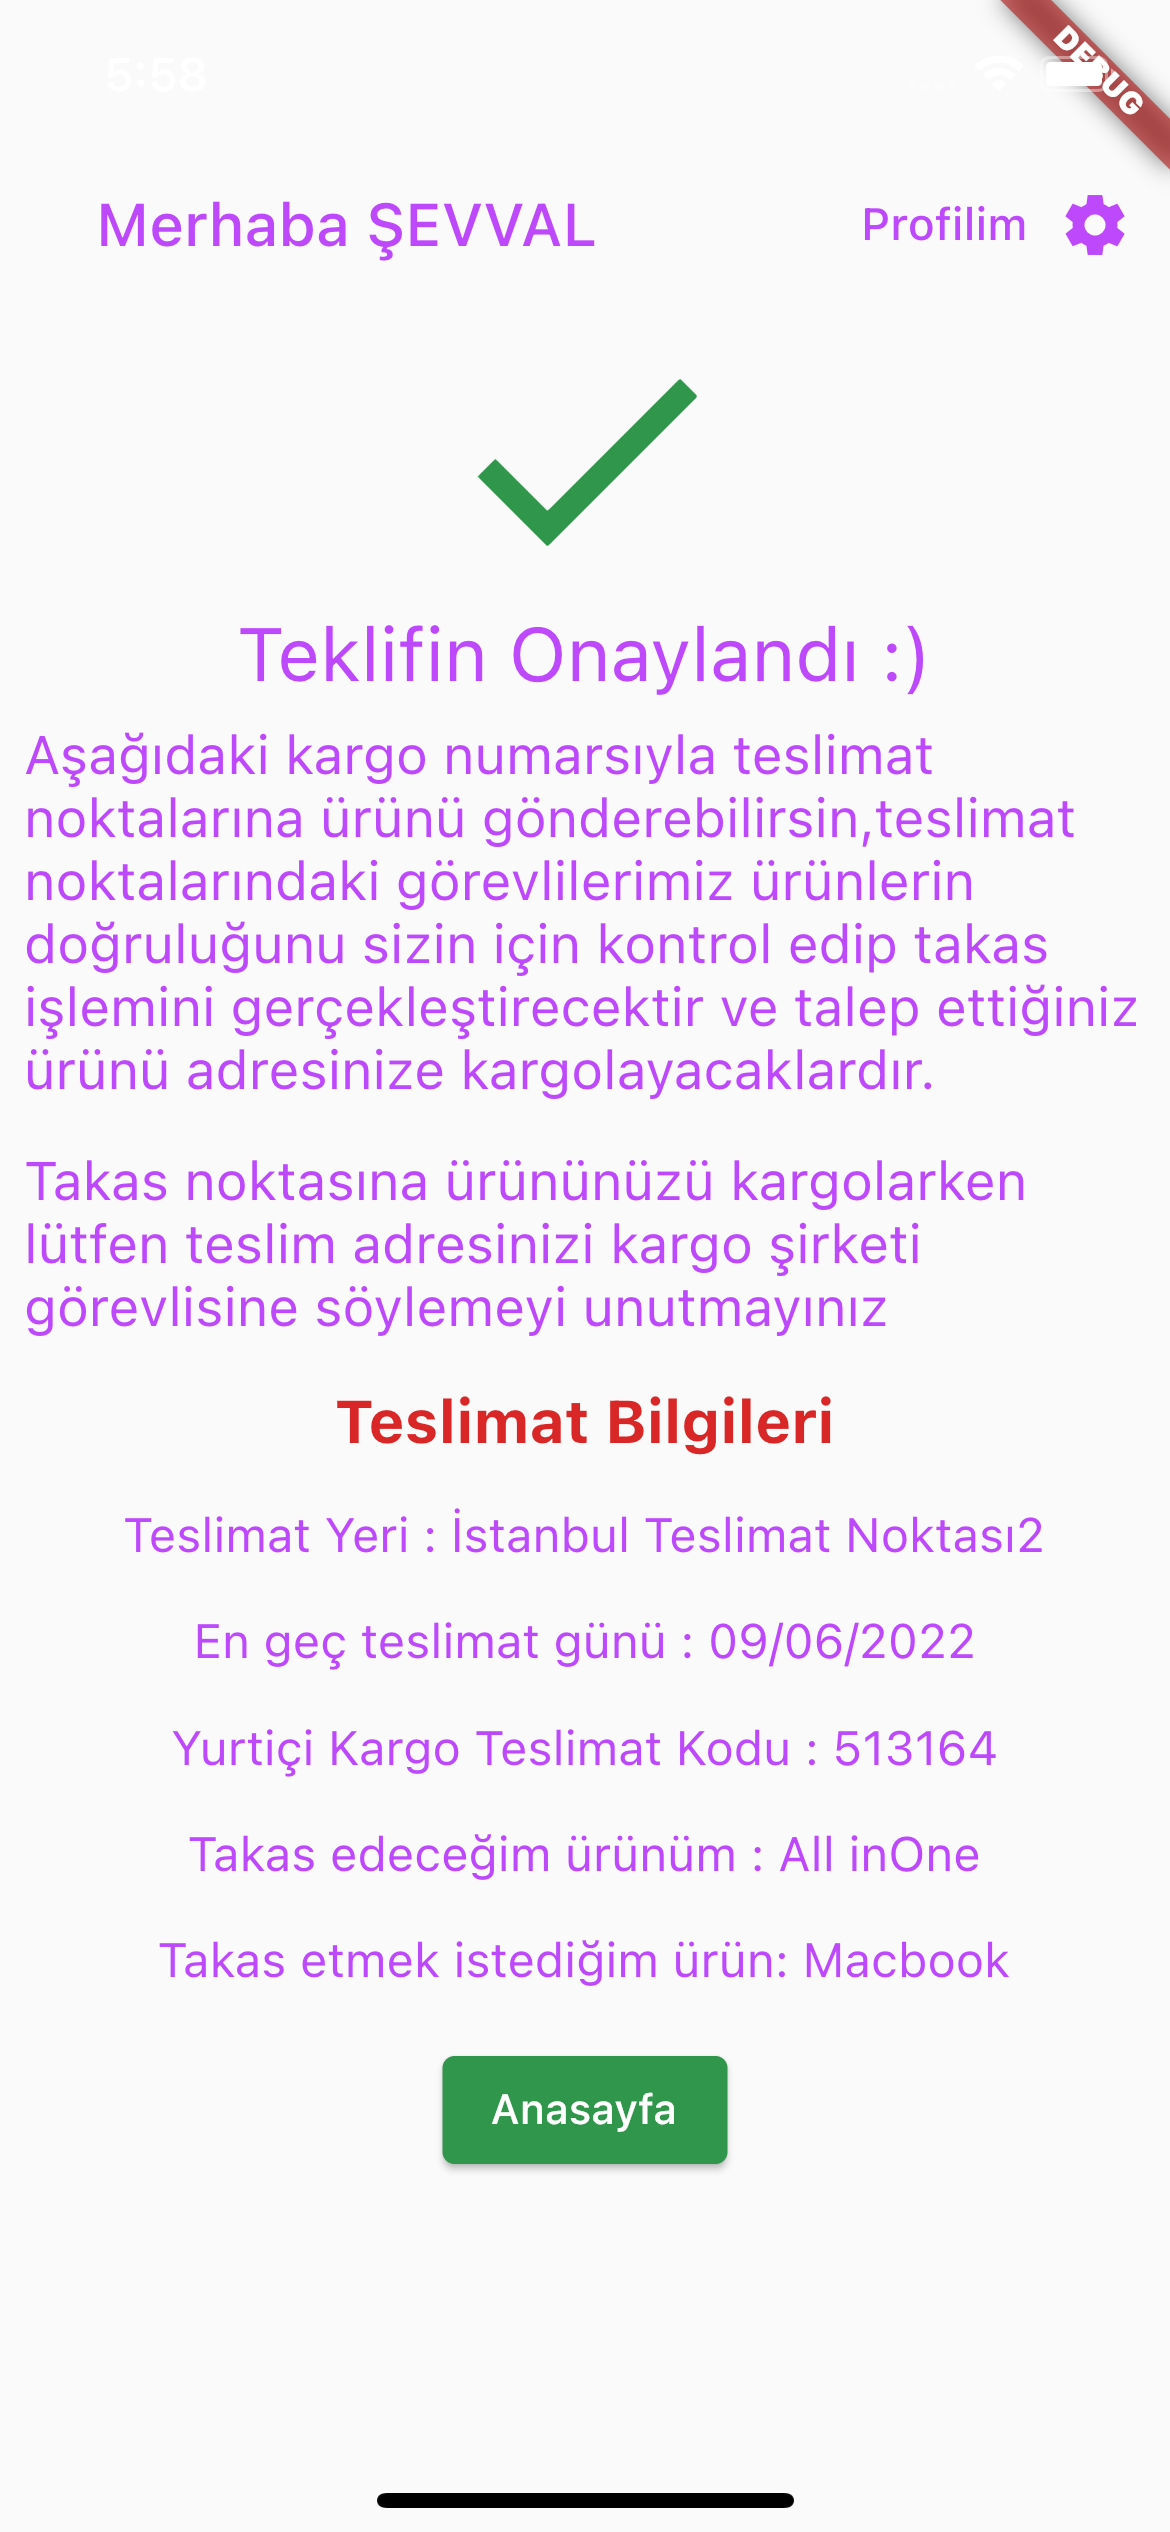 5:58
DEBUG
Merhaba ŞEVVAL
Profilim
Teklifin Onaylandı :)
Aşağıdaki kargo numarsıyla teslimat
noktalarına ürünü gönderebilirsin,teslimat
noktalarındaki görevlilerimiz ürünlerin
doğruluğunu sizin için kontrol edip takas
işlemini gerçekleştirecektir ve talep ettiğiniz
ürünü adresinize kargolayacaklardır.
Takas noktasına ürününüzü kargolarken
lütfen teslim adresinizi kargo şirketi
görevlisine söylemeyi unutmayınız
Teslimat Bilgileri
Teslimat Yeri : İstanbul Teslimat Noktası2
En geç teslimat günü : 09/06/2022
Yurtiçi Kargo Teslimat Kodu : 513164
Takas edeceğim ürünüm : All inOne
Takas etmek istediğim ürün: Macbook
Anasayfa